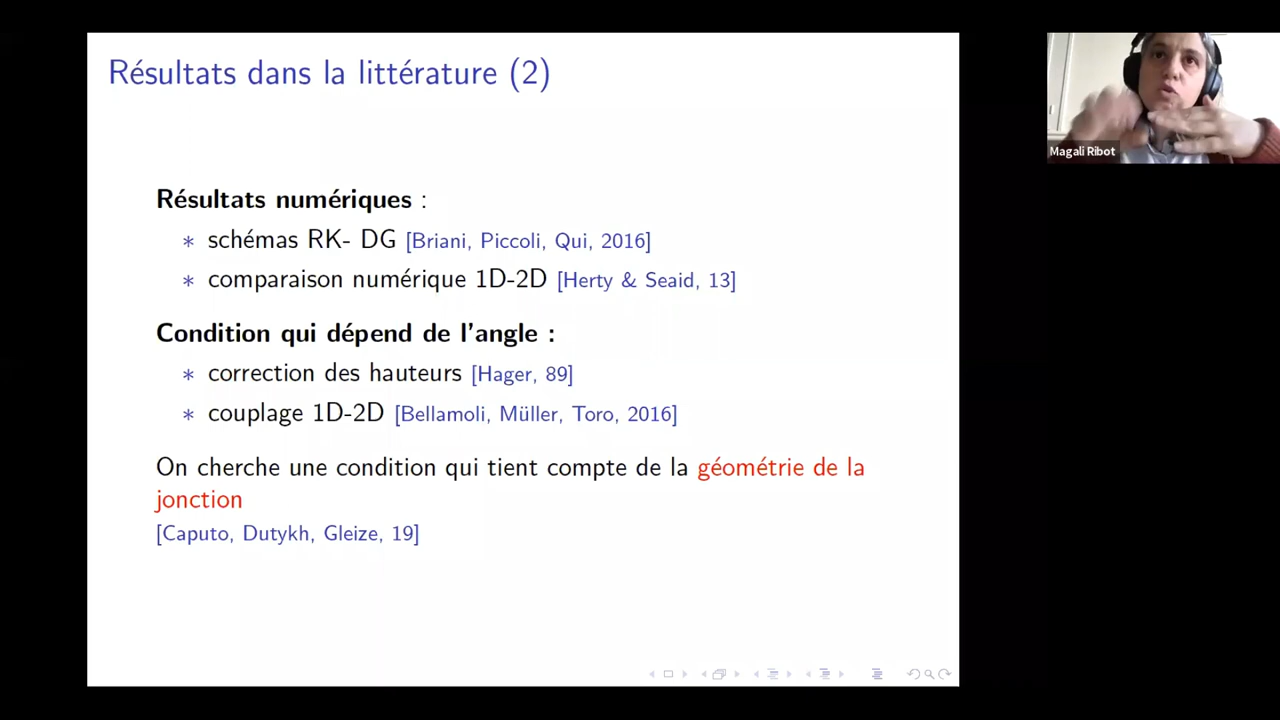 Résultats dans la littérature (2)
Magali Ribot
Résultats numériques :
* schémas RK- DG [Briani, Piccoli, Qui, 2016]
* comparaison numérique 1D-2D [Herty & Seaid, 13]
Condition qui dépend de l'angle :
* correction des hauteurs [Hager, 89]
* couplage 1D-2D [Bellamoli, Müller, Toro, 2016]
On cherche une condition qui tient compte de la géométrie de la
jonction
[Caputo, Dutykh, Gleize, 19]